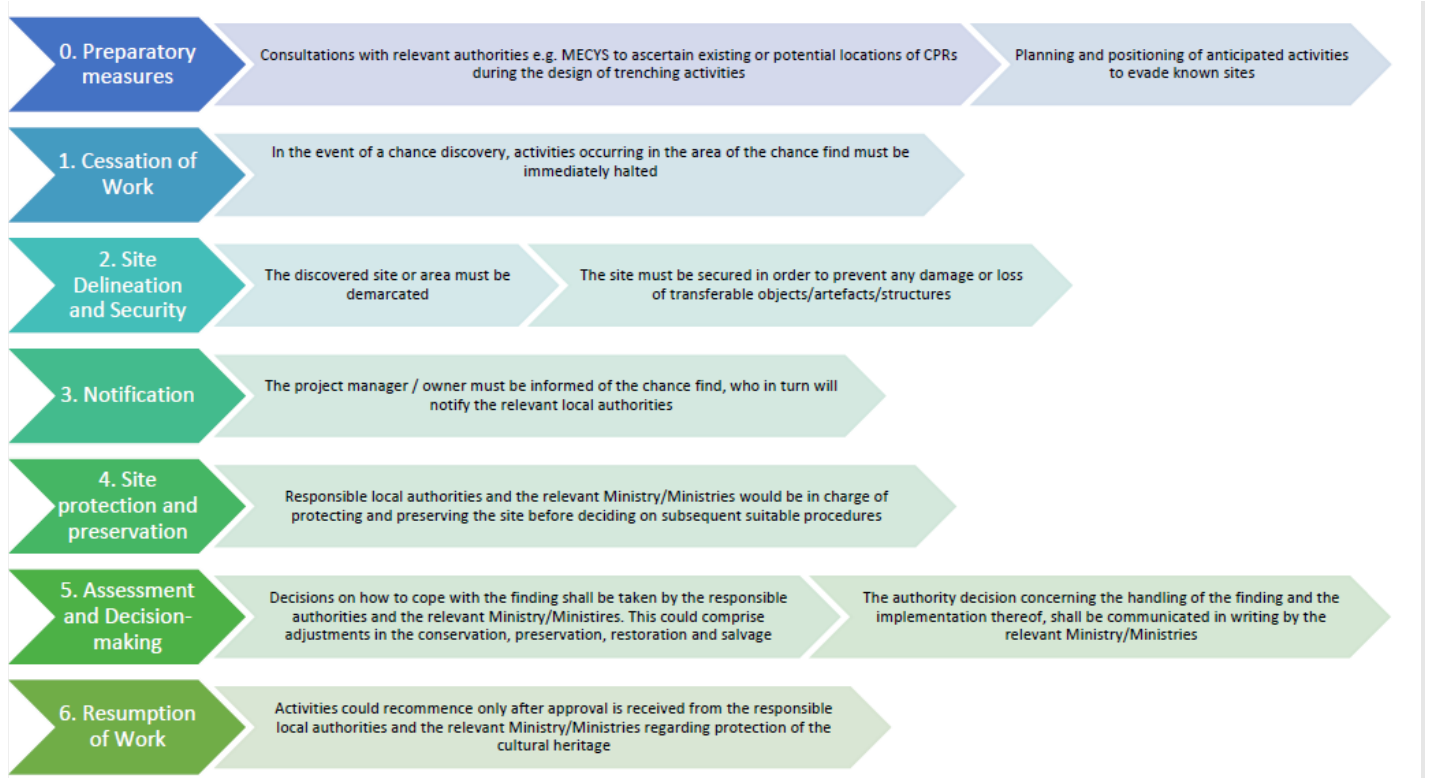 0. Preparatory
measures
Consultations with relevant authorities e.g. MECYS to ascertain existing or potential locations of CPRs
during the design of trenching activities
Planning and positioning of anticipated activities
to evade known sites
1. Cessation of
Work
In the event of a chance discovery, activities occurring in the area of the chance find must be
immediately halted
2. Site
Delineation
and Security
The discovered site or area must be
demarcated
The site must be secured in order to prevent any damage or loss
of transferable objects/artefacts/structures
3. Notification
The project manager / owner must be informed of the chance find, who in turn will
notify the relevant local authorities
4. Site
protection and
preservation
Responsible local authorities and the relevant Ministry/Ministries would be in charge of
protecting and preserving the site before deciding on subsequent suitable procedures
5. Assessment
and Decision-
making
Decisions on how to cope with the finding shall be taken by the responsible
authorities and the relevant Ministry/Ministires. This could comprise
adjustments in the conservation, preservation, restoration and salvage
The authority decision concerning the handling of the finding and the
implementation thereof, shall be communicated in writing by the
relevant Ministry/Ministries
6. Resumption
of Work
Activities could recommence only after approval is received from the responsible
local authorities and the relevant Ministry/Ministries regarding protection of the
cultural heritage